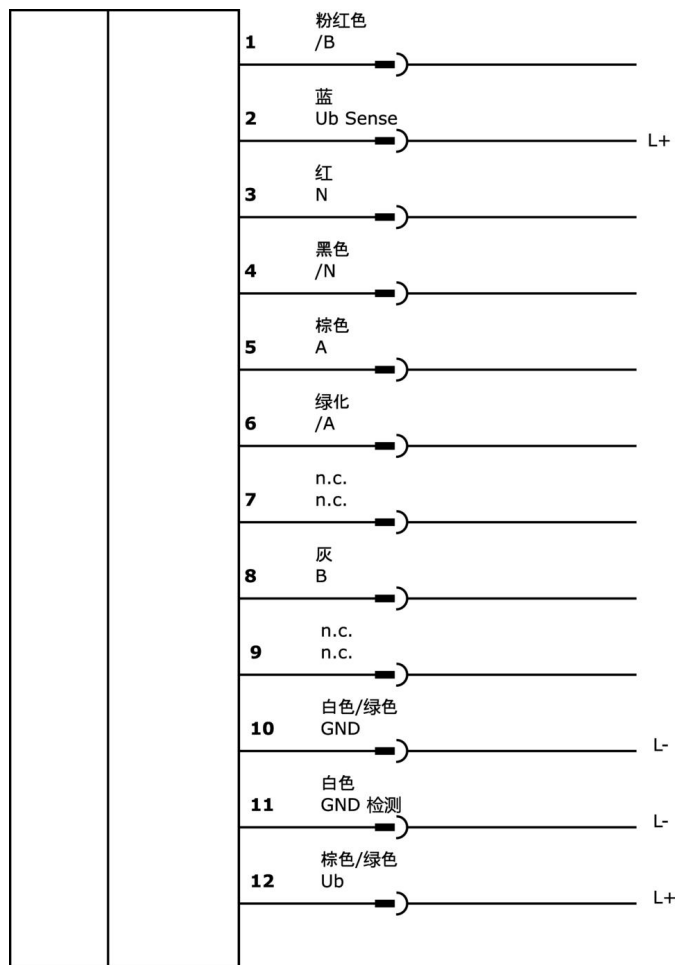 粉红色
1 /B
蓝
2 Ub Sense
L+
红
3 N
黑色
4 /N
棕色
5 A
绿化
6 /A
n.c.
7 n.c.
灰
8 B
n.c.
9 n.c.
白色/绿色
10 GND
L-
白色
11 GND 检测
L-
棕色/绿色
12 Ub
L+